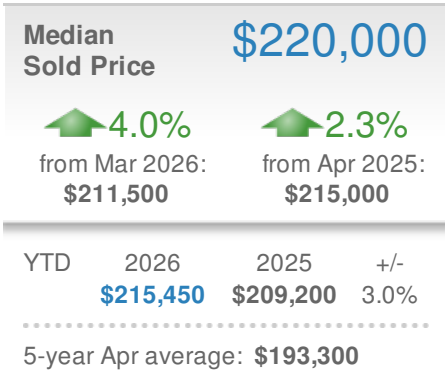 Median $220,000
Sold Price
4.0% 2.3%
from Mar 2026: from Apr 2025:
$211,500 $215,000
YTD 2026 2025 +/-
$215,450 $209,200 3.0%
5-year Apr average: $193,300